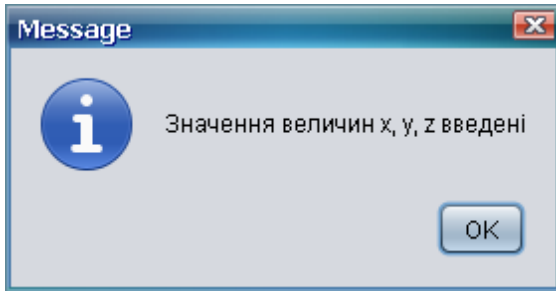 Message
Значення величин x, y, z введені
OK